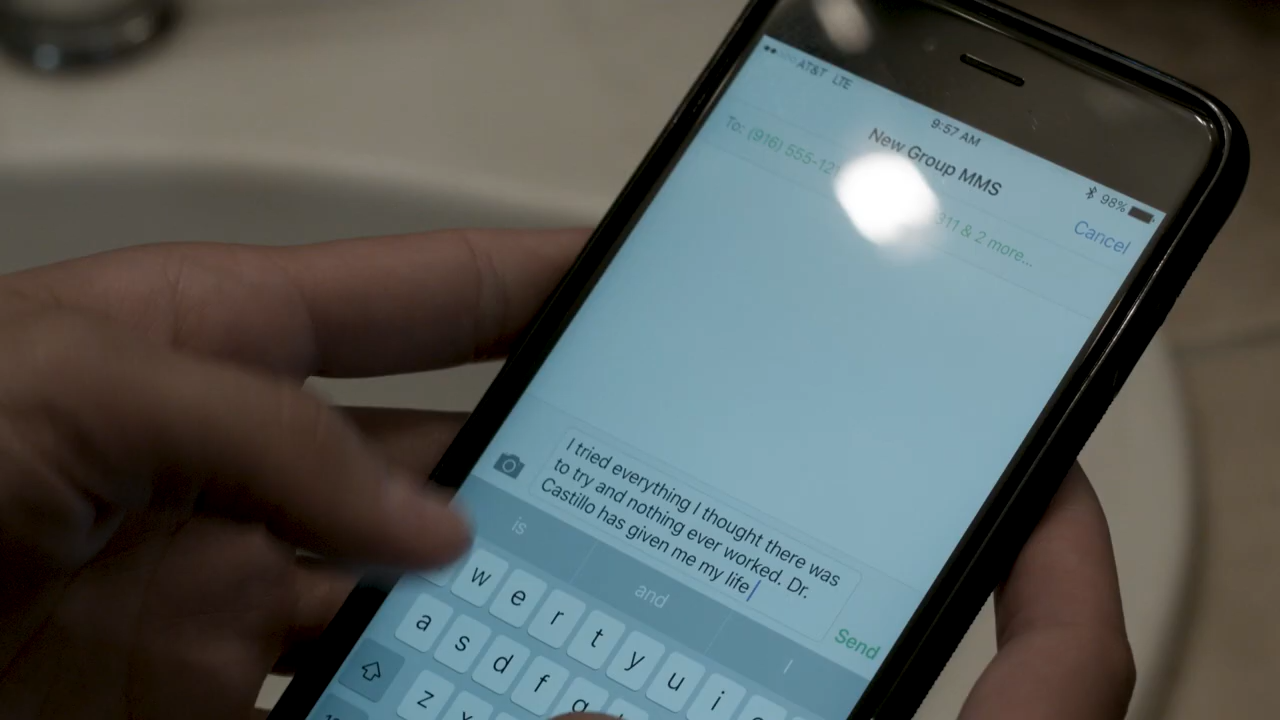 AT&T LTE
9:57 AM
98%
New Group MMS
Cancel
To: (916) 555-12 311 & 2 more...
I tried everything I thought there was
to try and nothing ever worked. Dr.
Castillo has given me my life
Send
is and I
w e r t y u i
a s d f g
z x